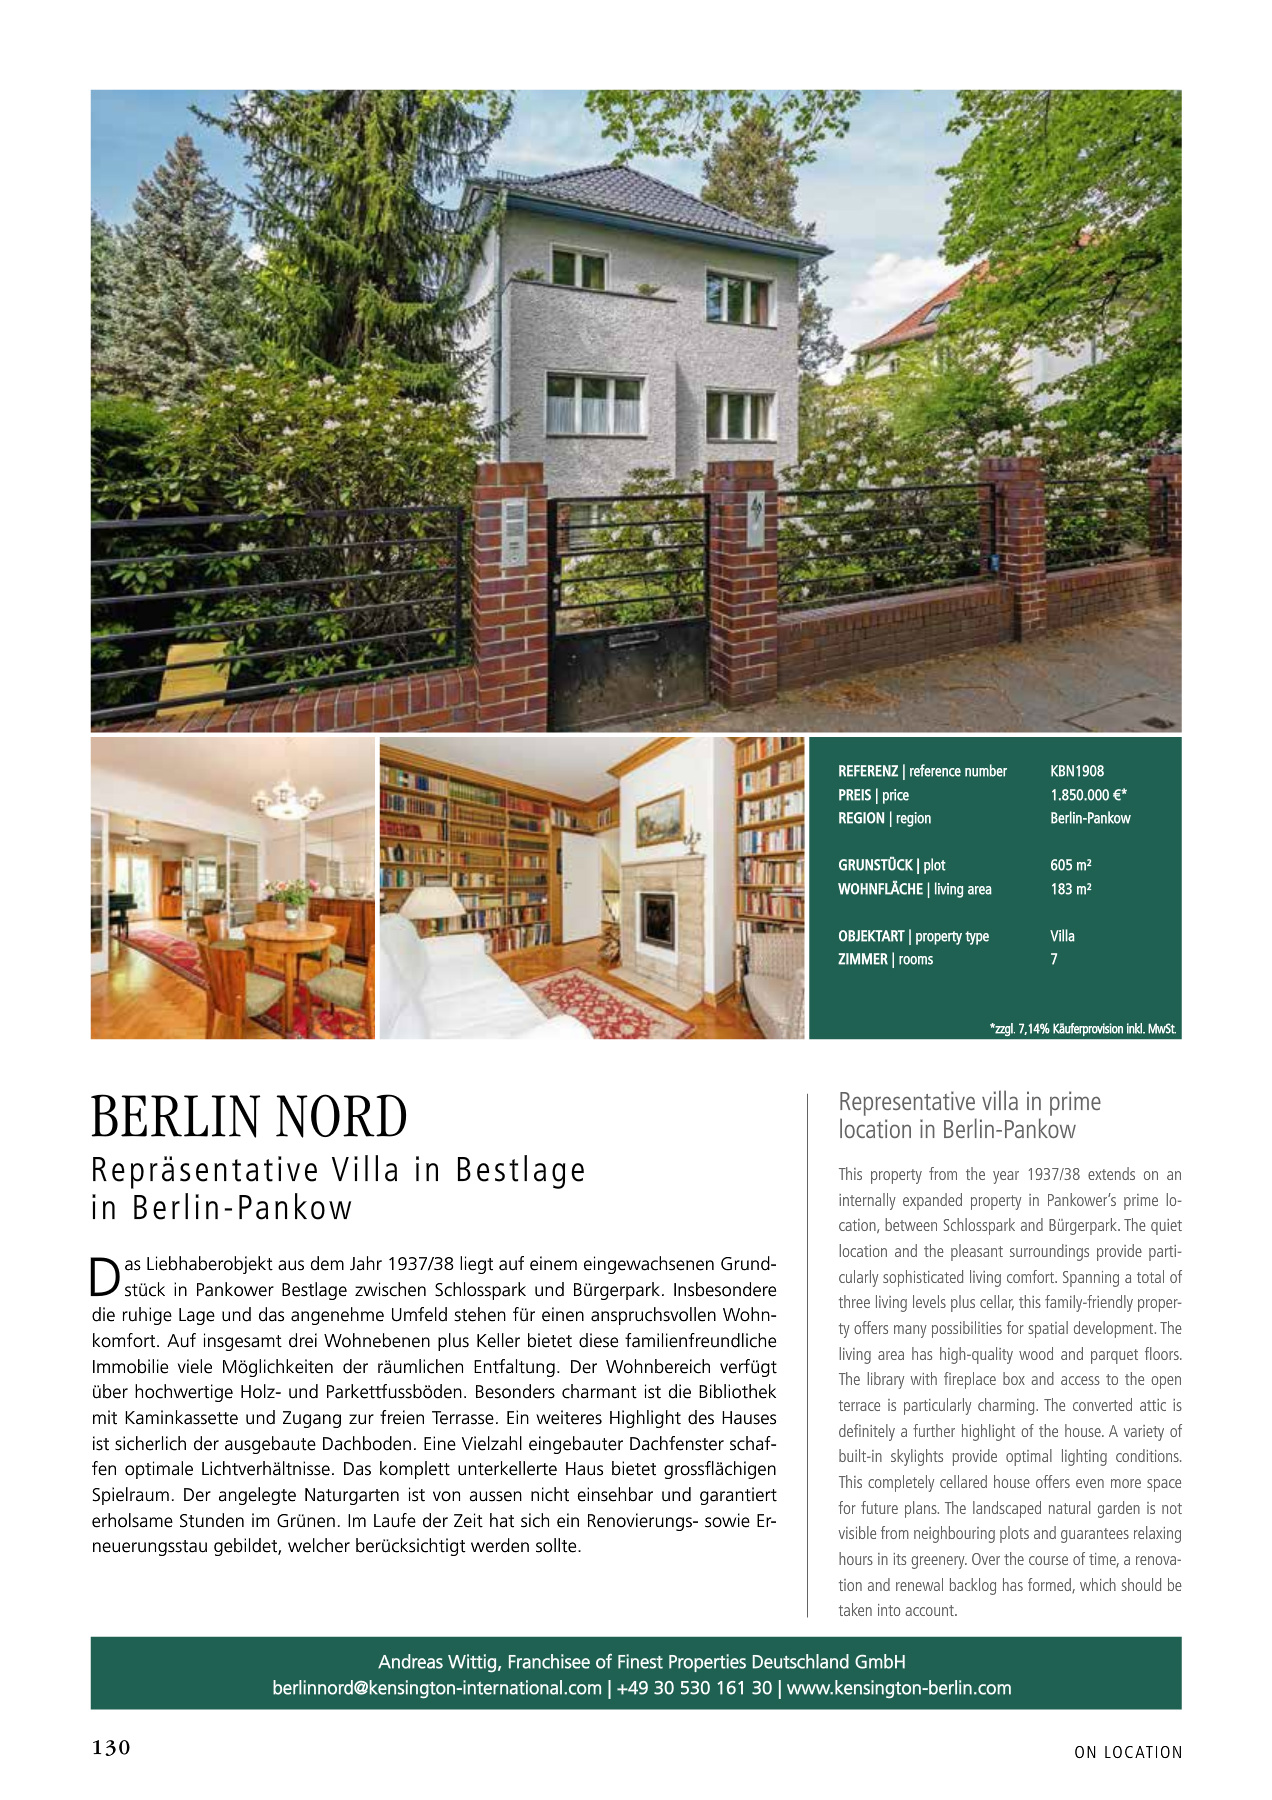 REFERENZ | reference number KBN1908
PREIS | price 1.850.000 €*
REGION | region Berlin-Pankow
GRUNSTÜCK | plot 605 m²
WOHNFLÄCHE | living area 183 m²
OBJEKTART | property type Villa
ZIMMER | rooms 7
*zzgl. 7,14% Käuferprovision inkl. MwSt.
BERLIN NORD
Repräsentative Villa in Bestlage
in Berlin-Pankow
Das Liebhaberobjekt aus dem Jahr 1937/38 liegt auf einem eingewachsenen Grund-
stück in Pankower Bestlage zwischen Schlosspark und Bürgerpark. Insbesondere
die ruhige Lage und das angenehme Umfeld stehen für einen anspruchsvollen Wohn-
komfort. Auf insgesamt drei Wohnebenen plus Keller bietet diese familienfreundliche
Immobilie viele Möglichkeiten der räumlichen Entfaltung. Der Wohnbereich verfügt
über hochwertige Holz- und Parkettfussböden. Besonders charmant ist die Bibliothek
mit Kaminkassette und Zugang zur freien Terrasse. Ein weiteres Highlight des Hauses
ist sicherlich der ausgebaute Dachboden. Eine Vielzahl eingebauter Dachfenster schaf-
fen optimale Lichtverhältnisse. Das komplett unterkellerte Haus bietet grossflächigen
Spielraum. Der angelegte Naturgarten ist von aussen nicht einsehbar und garantiert
erholsame Stunden im Grünen. Im Laufe der Zeit hat sich ein Renovierungs- sowie Er-
neuerungsstau gebildet, welcher berücksichtigt werden sollte.
Representative villa in prime
location in Berlin-Pankow
This property from the year 1937/38 extends on an
internally expanded property in Pankower's prime lo-
cation, between Schlosspark and Bürgerpark. The quiet
location and the pleasant surroundings provide parti-
cularly sophisticated living comfort. Spanning a total of
three living levels plus cellar, this family-friendly proper-
ty offers many possibilities for spatial development. The
living area has high-quality wood and parquet floors.
The library with fireplace box and access to the open
terrace is particularly charming. The converted attic is
definitely a further highlight of the house. A variety of
built-in skylights provide optimal lighting conditions.
This completely cellared house offers even more space
for future plans. The landscaped natural garden is not
visible from neighbouring plots and guarantees relaxing
hours in its greenery. Over the course of time, a renova-
tion and renewal backlog has formed, which should be
taken into account.
Andreas Wittig, Franchisee of Finest Properties Deutschland GmbH
berlinnord@kensington-international.com | +49 30 530 161 30 | www.kensington-berlin.com
130
ON LOCATION